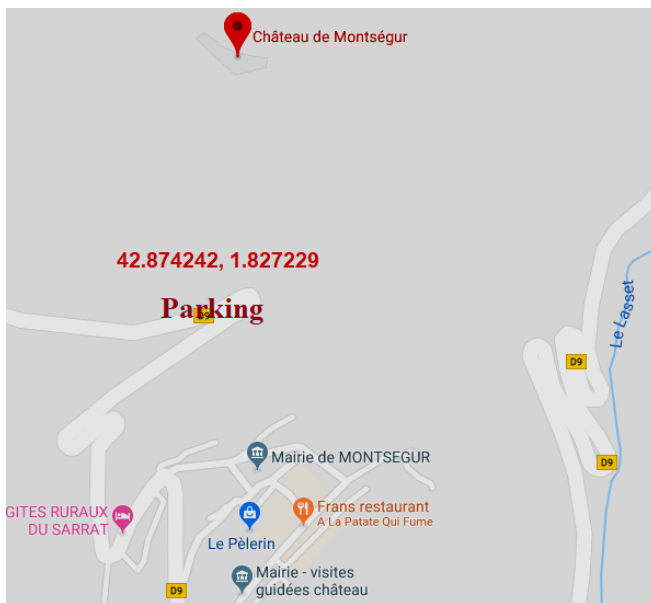 Château de Montségur
42.874242, 1.827229
Parking
D9
Le Lasset
D9
D9
Mairie de MONTSEGUR
GITES RURAUX
DU SARRAT
Frans restaurant
A La Patate Qui Fume
Le Pèlerin
Mairie - visites
guidées château
D9